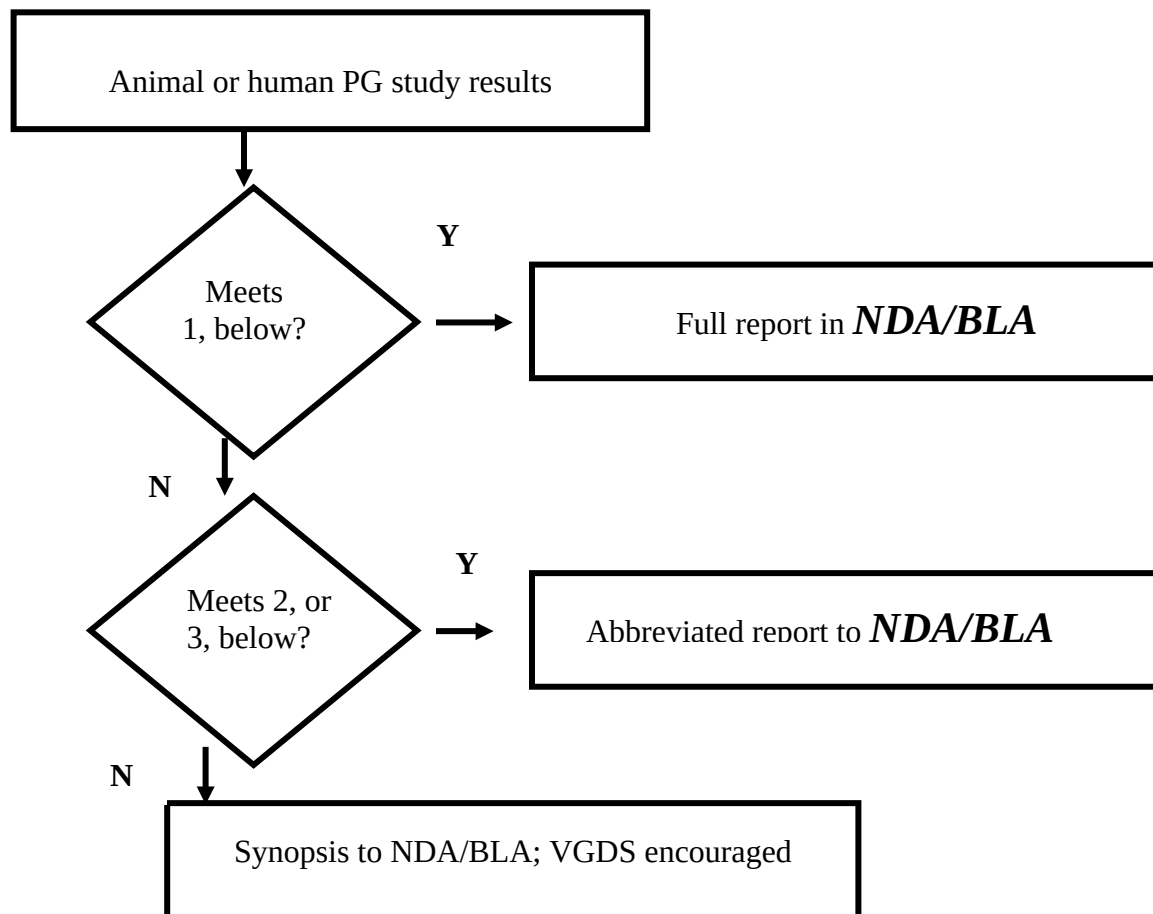 Animal or human PG study results
Y
Meets
1, below?
Full report in NDA/BLA
N
Y
Meets 2, or
3, below?
Abbreviated report to NDA/BLA
N
Synopsis to NDA/BLA; VGDS encouraged